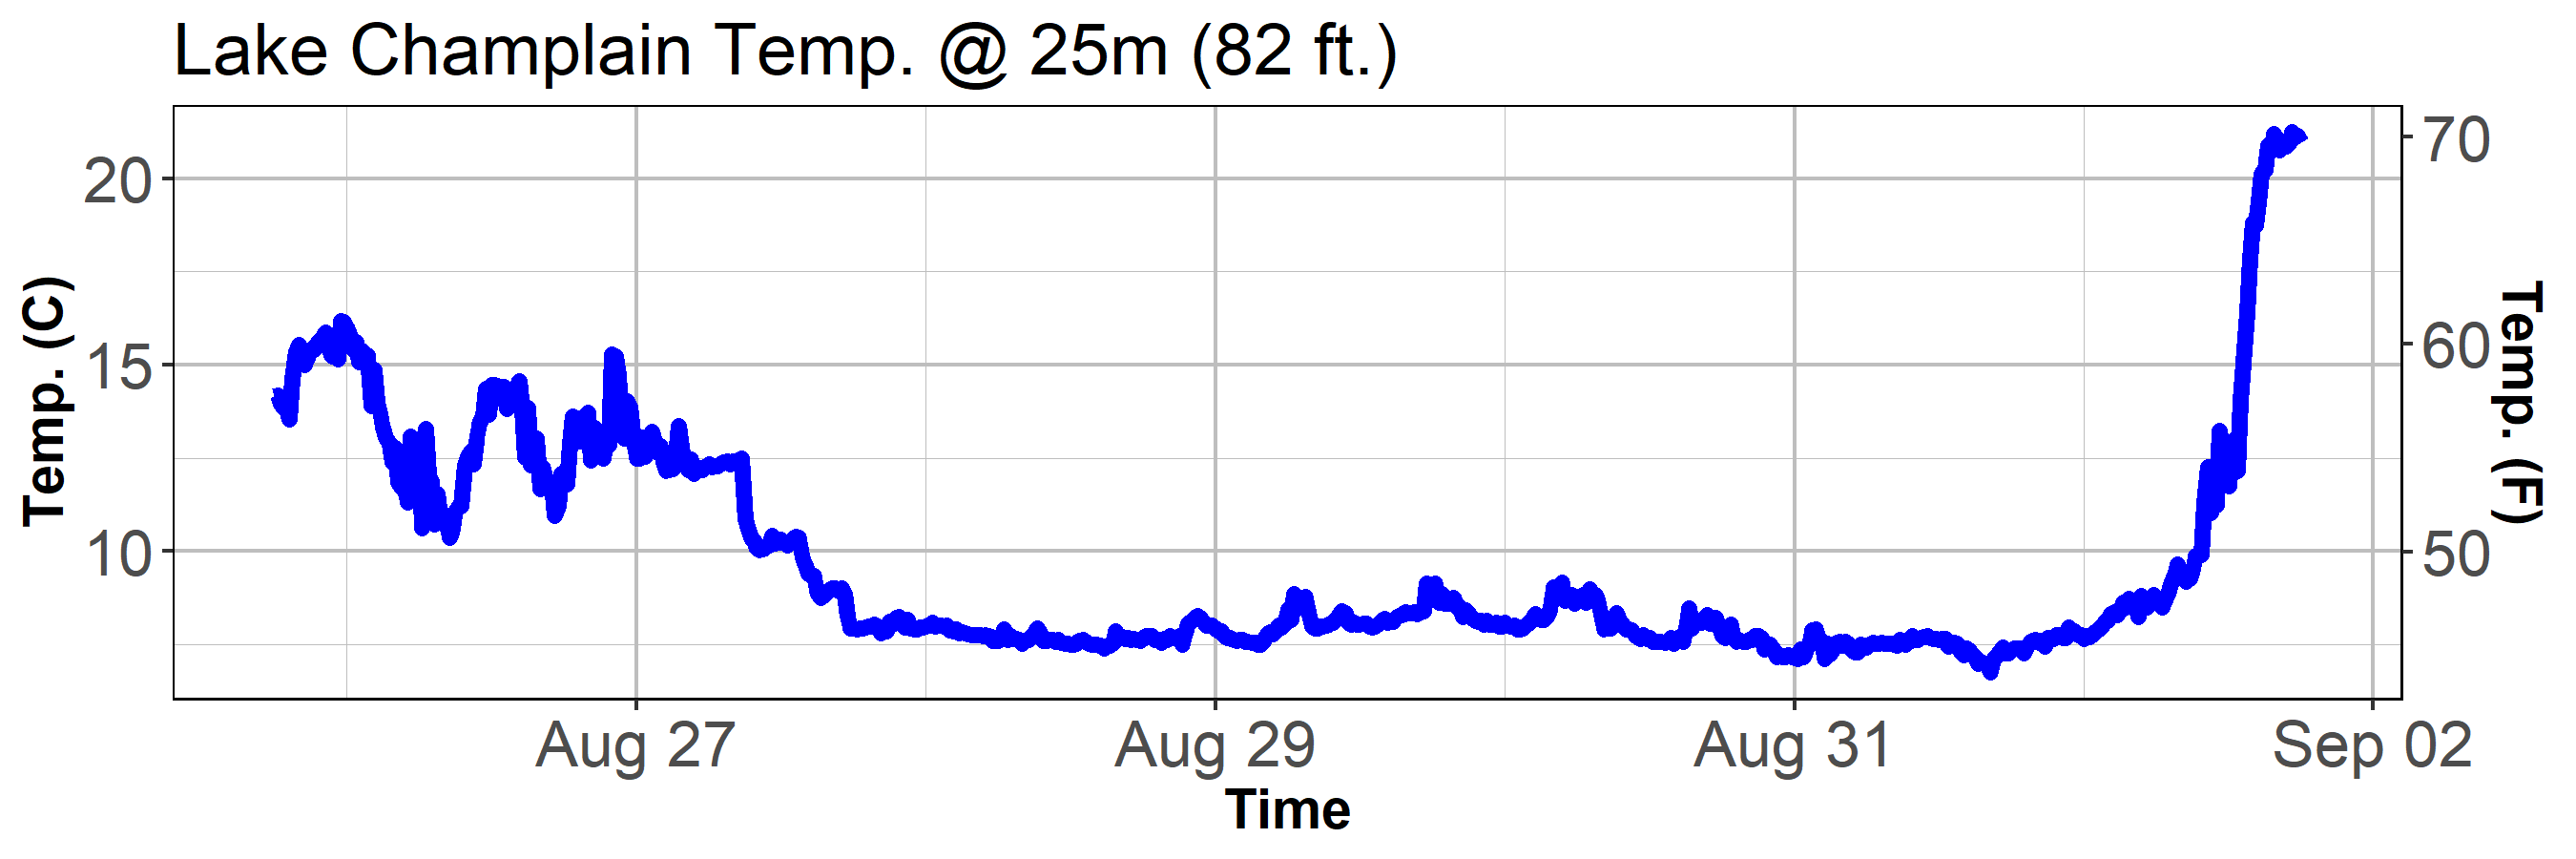 Lake Champlain Temp. @ 25m (82 ft.)
Temp. (C)
20
15
10
70
60
50
Temp. (F)
Aug 27
Aug 29
Aug 31
Sep 02
Time